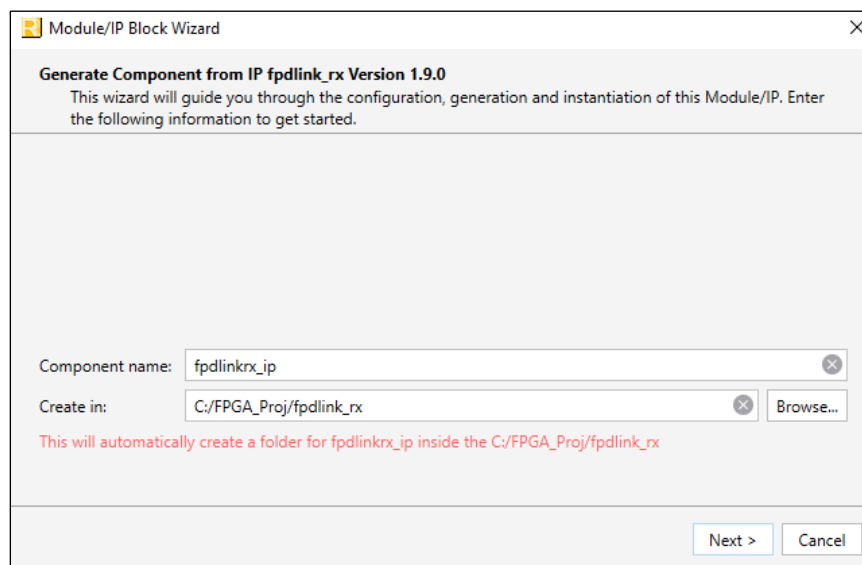 Module/IP Block Wizard
Generate Component from IP fpdlink_rx Version 1.9.0
This wizard will guide you through the configuration, generation and instantiation of this Module/IP. Enter
the following information to get started.
Component name: fpdlinkrx_ip
Create in: C:/FPGA_Proj/fpdlink_rx Browse...
This will automatically create a folder for fpdlinkrx_ip inside the C:/FPGA_Proj/fpdlink_rx
Next > Cancel